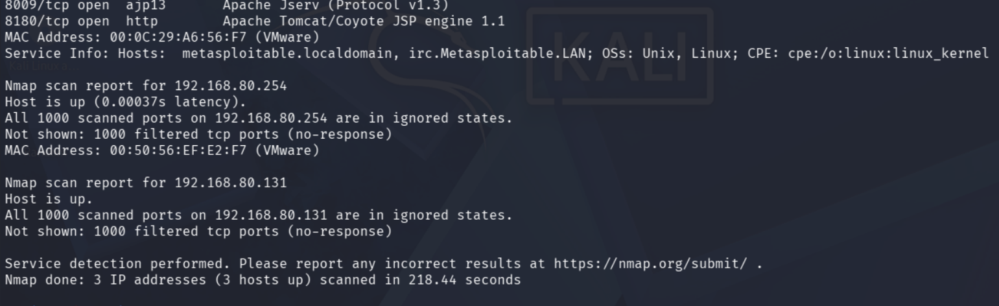 8009/tcp open  ajp13       Apache Jserv (Protocol v1.3)
8180/tcp open  http        Apache Tomcat/Coyote JSP engine 1.1
MAC Address: 00:0C:29:A6:56:F7 (VMware)
Service Info: Hosts:  metasploitable.localdomain, irc.Metasploitable.LAN; OSs: Unix, Linux; CPE: cpe:/o:linux:linux_kernel
KALI
Nmap scan report for 192.168.80.254
Host is up (0.00037s latency).
All 1000 scanned ports on 192.168.80.254 are in ignored states.
Not shown: 1000 filtered tcp ports (no-response)
MAC Address: 00:50:56:EF:E2:F7 (VMware)
Nmap scan report for 192.168.80.131
Host is up.
All 1000 scanned ports on 192.168.80.131 are in ignored states.
Not shown: 1000 filtered tcp ports (no-response)
Service detection performed. Please report any incorrect results at https://nmap.org/submit/ .
Nmap done: 3 IP addresses (3 hosts up) scanned in 218.44 seconds